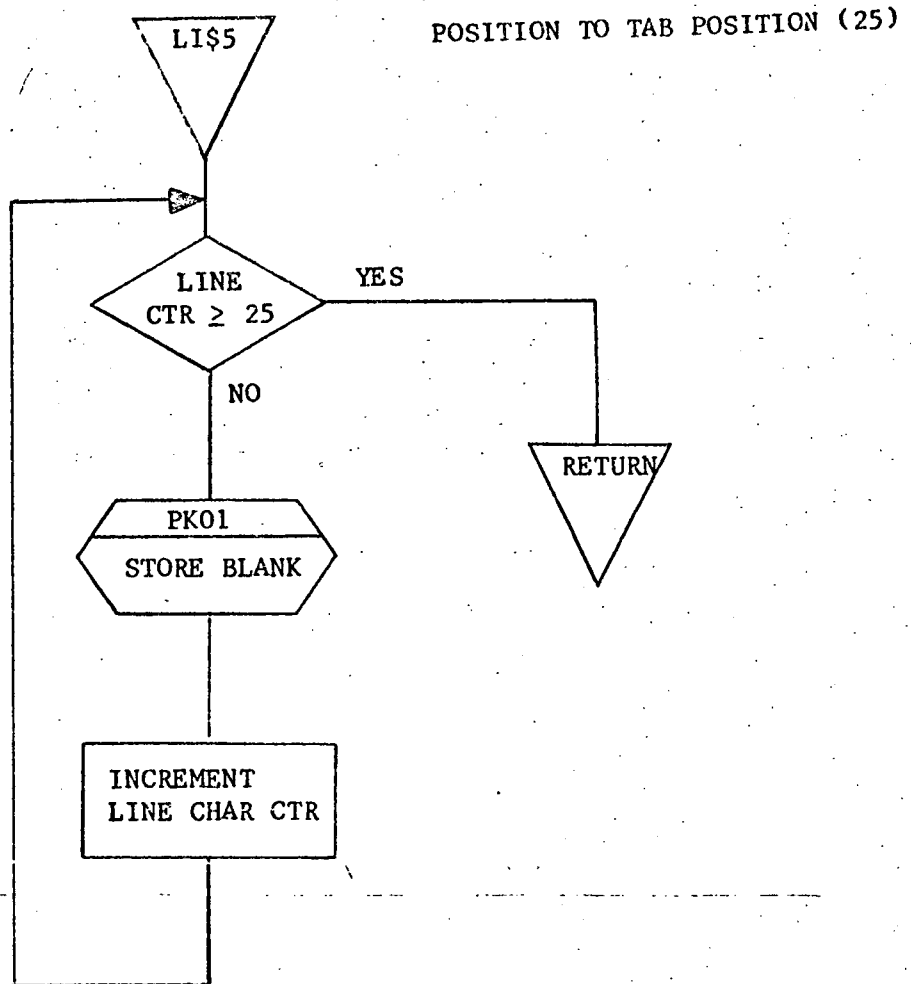 LI$5
POSITION TO TAB POSITION (25)
LINE
CTR ≥ 25
YES
NO
RETURN
PK01
STORE BLANK
INCREMENT
LINE CHAR CTR